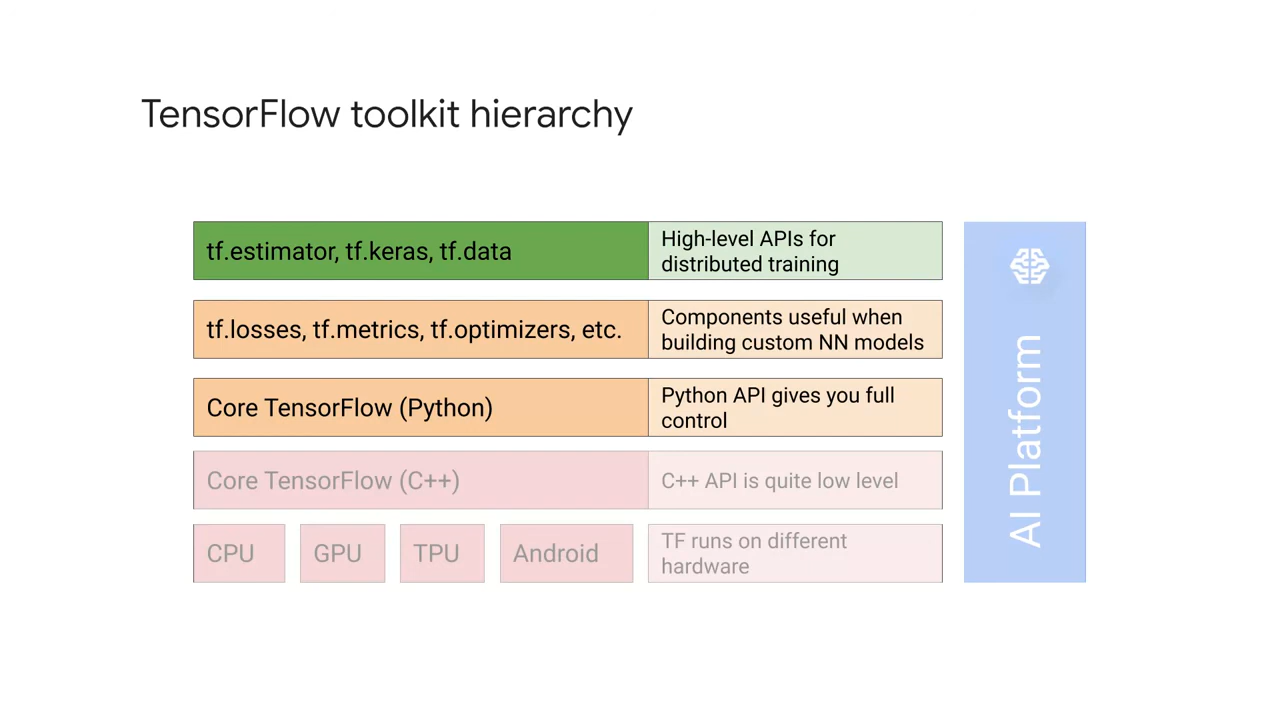 TensorFlow toolkit hierarchy
tf.estimator, tf.keras, tf.data
High-level APIs for
distributed training
tf.losses, tf.metrics, tf.optimizers, etc.
Components useful when
building custom NN models
Core TensorFlow (Python)
Python API gives you full
control
Core TensorFlow (C++)
C++ API is quite low level
CPU
GPU
TPU
Android
TF runs on different
hardware
AI Platform